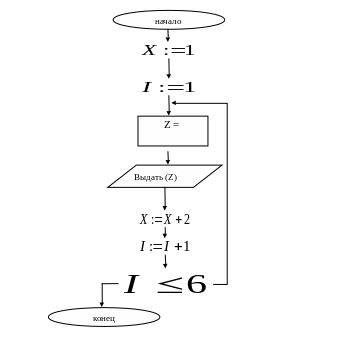 начало
X :=1
I :=1
Z =
Выдать (Z)
X :=X +2
I :=I +1
I ≤6
конец